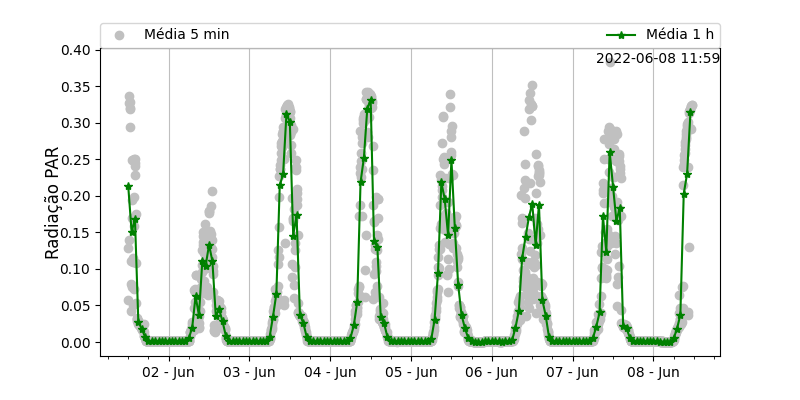 Média 5 min
Média 1 h
2022-06-08 11:59
Radiação PAR
0.40
0.35
0.30
0.25
0.20
0.15
0.10
0.05
0.00
02 - Jun
03 - Jun
04 - Jun
05 - Jun
06 - Jun
07 - Jun
08 - Jun